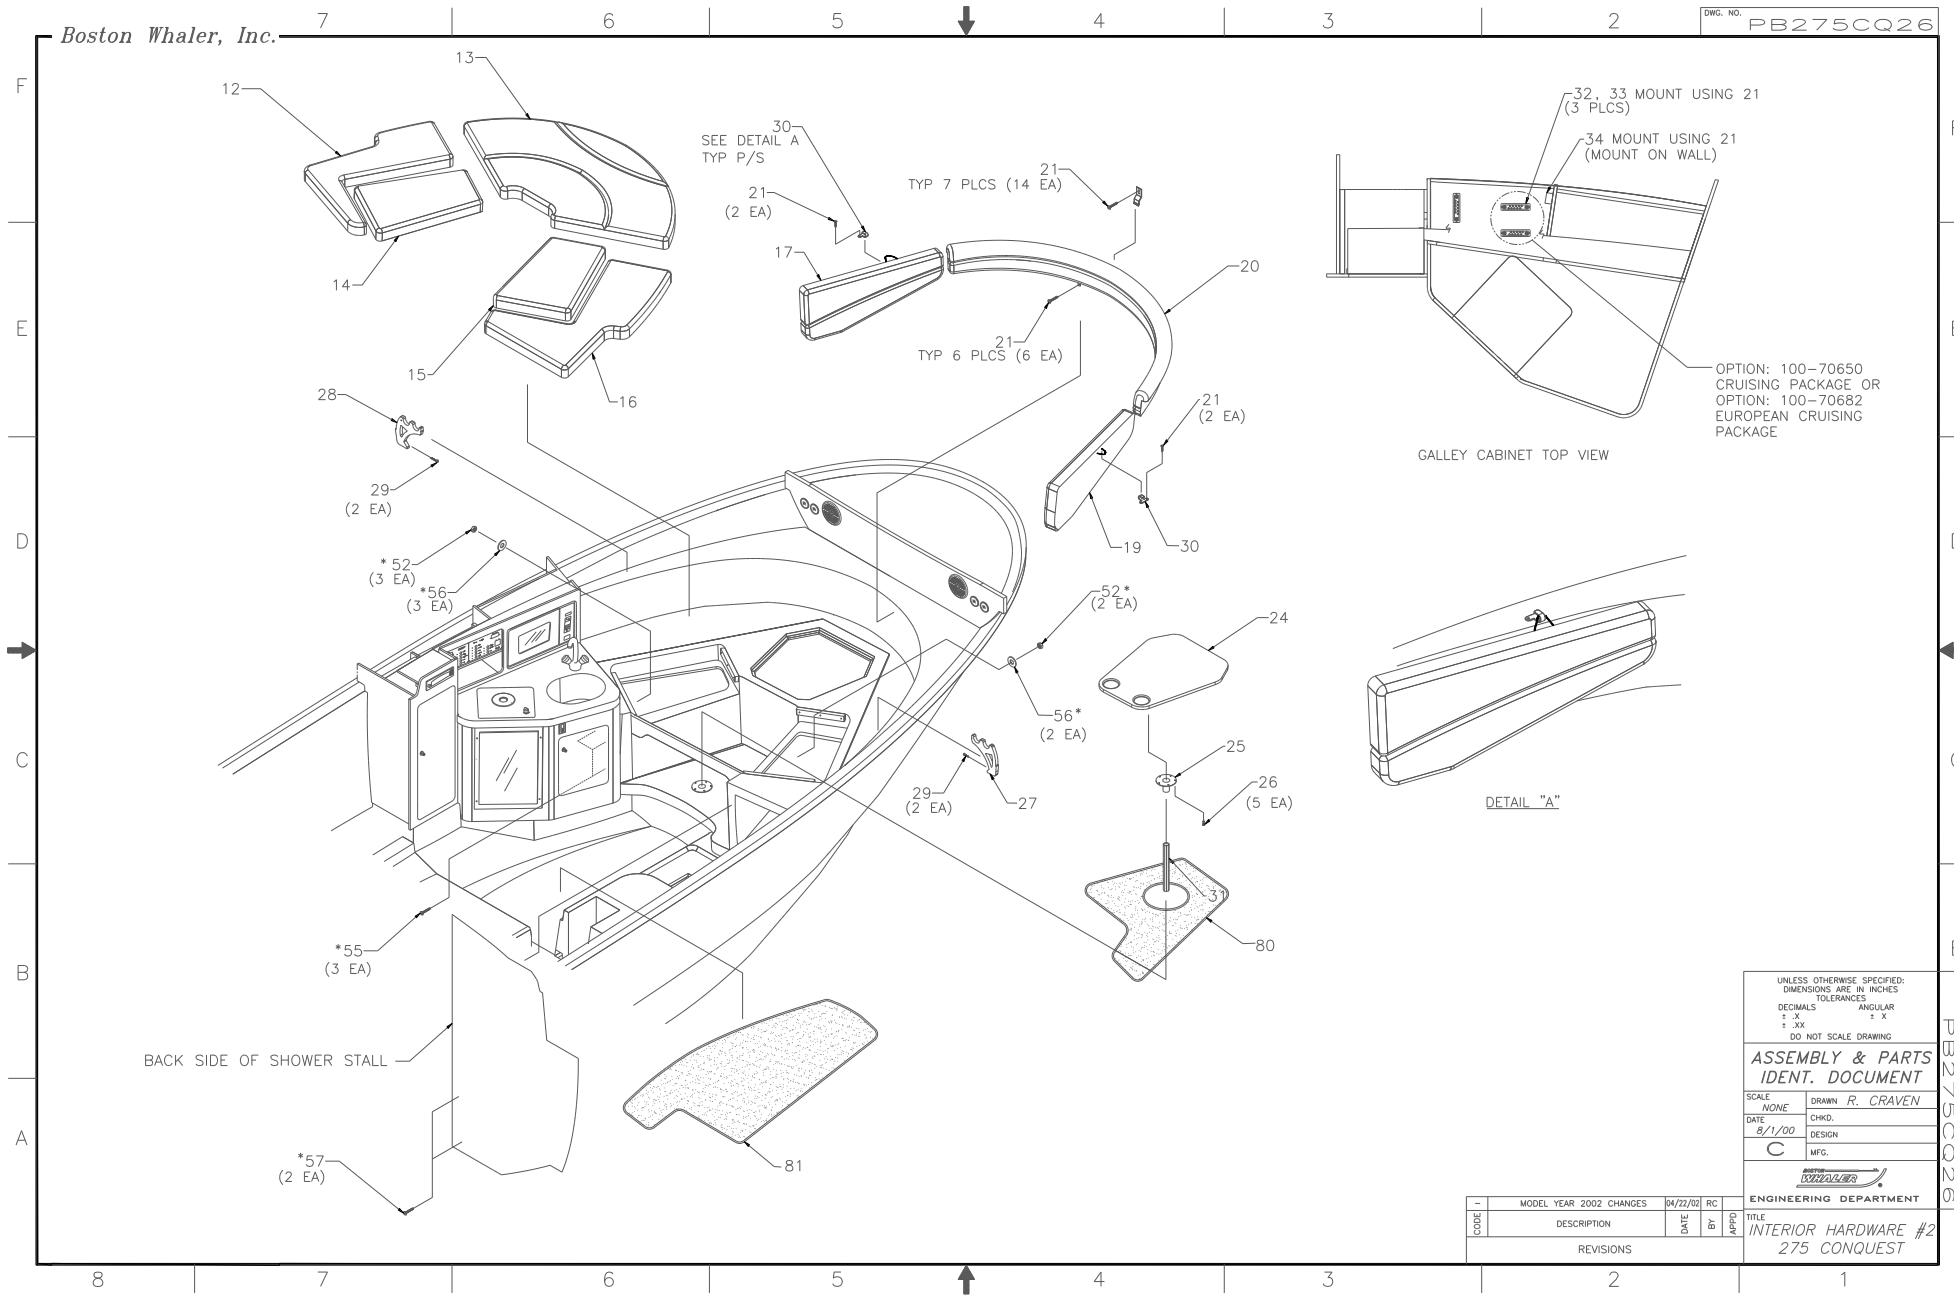 7
6
5
4
3
2
DWG. NO.
PB275CQ26
Boston Whaler, Inc.
F
E
D
C
B
A
12
13
14
15
16
30
SEE DETAIL A
TYP P/S
21
(2 EA)
17
TYP 7 PLCS (14 EA)
21
20
21
TYP 6 PLCS (6 EA)
21
(2 EA)
19
30
32, 33 MOUNT USING 21
(3 PLCS)
34 MOUNT USING 21
(MOUNT ON WALL)
OPTION: 100-70650
CRUISING PACKAGE OR
OPTION: 100-70682
EUROPEAN CRUISING
PACKAGE
GALLEY CABINET TOP VIEW
28
29
(2 EA)
*52
(3 EA)
*56
(3 EA)
52*
(2 EA)
56*
(2 EA)
24
25
26
(5 EA)
29
(2 EA)
27
31
80
DETAIL "A"
*55
(3 EA)
BACK SIDE OF SHOWER STALL
*57
(2 EA)
81
UNLESS OTHERWISE SPECIFIED:
DIMENSIONS ARE IN INCHES
TOLERANCES
DECIMALS ANGULAR
± .X ± X
± .XX
DO NOT SCALE DRAWING
ASSEMBLY & PARTS
IDENT. DOCUMENT
SCALE
NONE
DRAWN R. CRAVEN
DATE
8/1/00
CHKD.
DESIGN
C
MFG.
BOSTON
WHALER
ENGINEERING DEPARTMENT
TITLE
INTERIOR HARDWARE #2
275 CONQUEST
PB275CQ26
- MODEL YEAR 2002 CHANGES 04/22/02 RC
CODE DESCRIPTION DATE BY APPD
REVISIONS
8
7
6
5
4
3
2
1